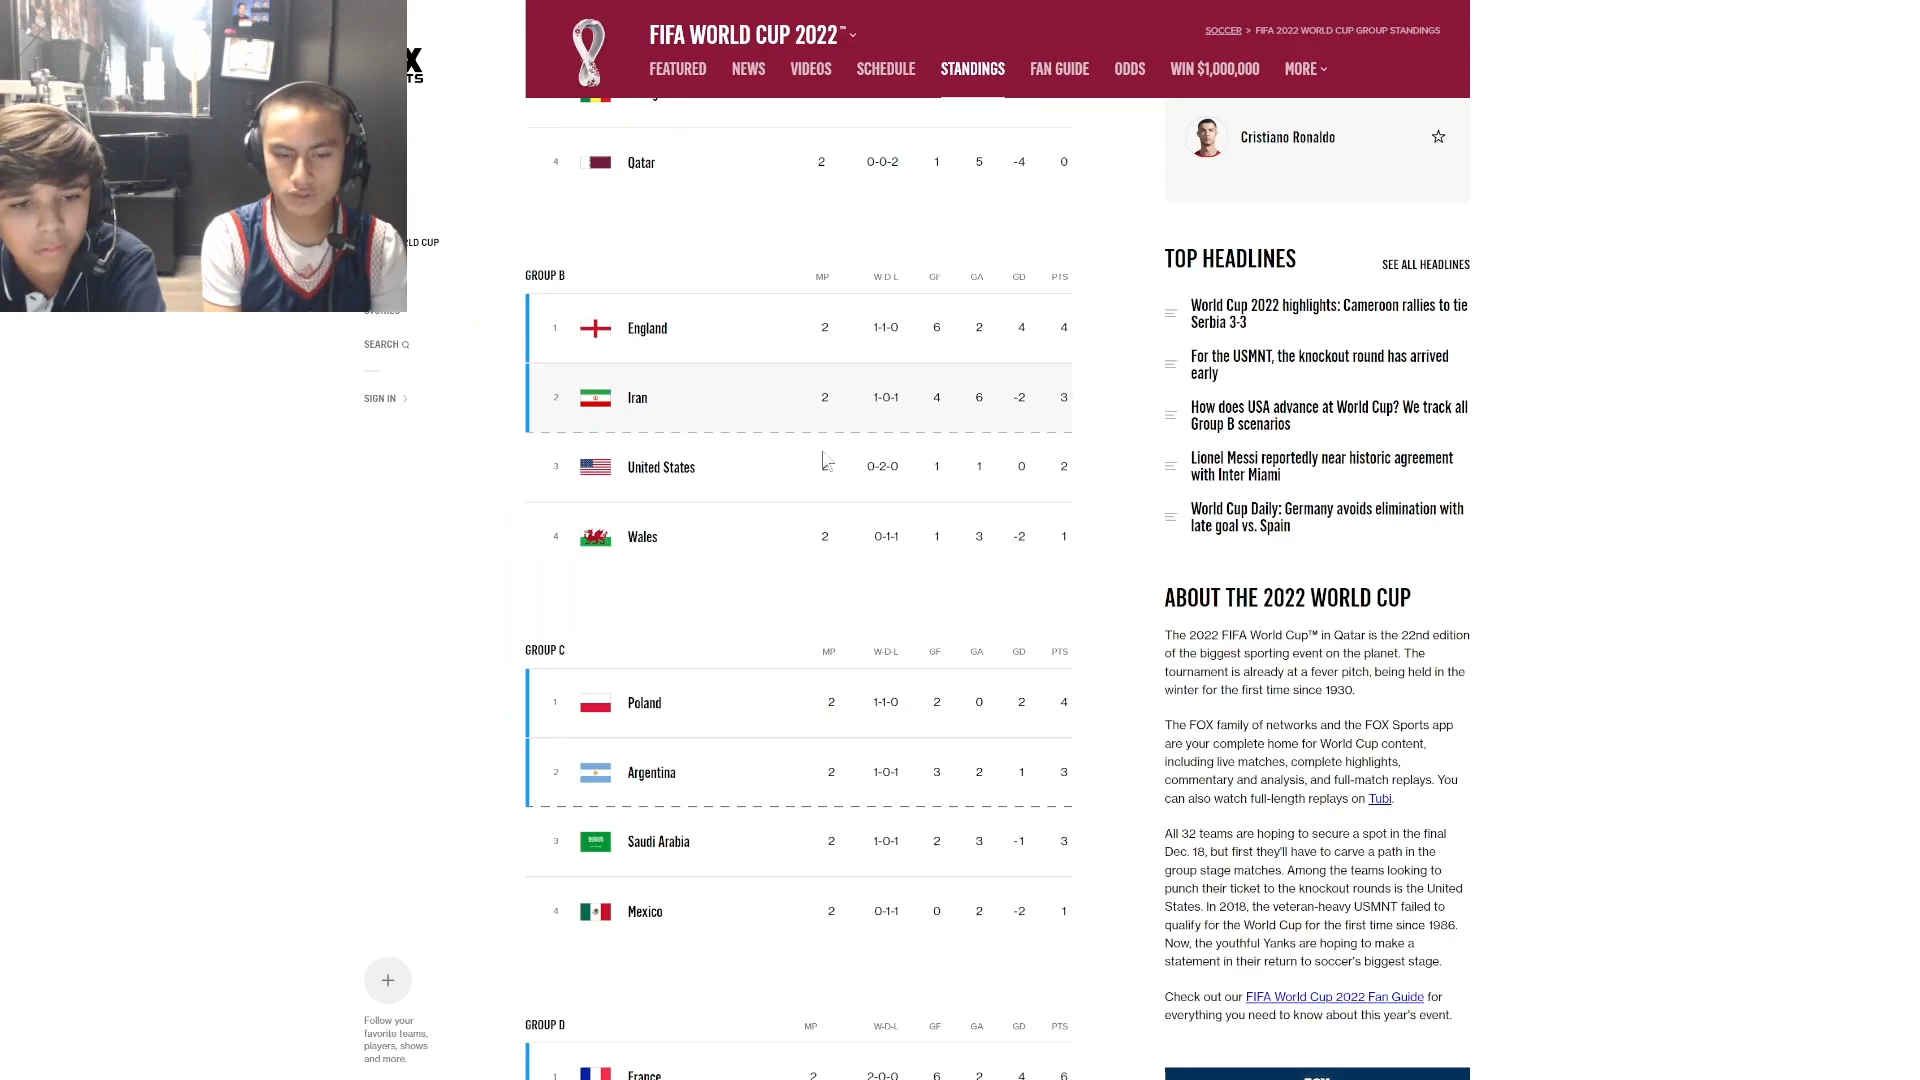 FIFA WORLD CUP 2022™
SOCCER > FIFA 2022 WORLD CUP GROUP STANDINGS
FEATURED NEWS VIDEOS SCHEDULE STANDINGS FAN GUIDE ODDS WIN $1,000,000 MORE
X
TS
RLD CUP
SEARCH
SIGN IN
+
Follow your
favorite teams,
players, shows
and more.
4 Qatar 2 0-0-2 1 5 -4 0
GROUP B MP W-D-L GF GA GD PTS
1 England 2 1-1-0 6 2 4 4
2 Iran 2 1-0-1 4 6 -2 3
3 United States 2 0-2-0 1 1 0 2
4 Wales 2 0-1-1 1 3 -2 1
GROUP C MP W-D-L GF GA GD PTS
1 Poland 2 1-1-0 2 0 2 4
2 Argentina 2 1-0-1 3 2 1 3
3 Saudi Arabia 2 1-0-1 2 3 -1 3
4 Mexico 2 0-1-1 0 2 -2 1
GROUP D MP W-D-L GF GA GD PTS
1 France 2 2-0-0 6 2 4 6
Cristiano Ronaldo
TOP HEADLINES
SEE ALL HEADLINES
World Cup 2022 highlights: Cameroon rallies to tie
Serbia 3-3
For the USMNT, the knockout round has arrived
early
How does USA advance at World Cup? We track all
Group B scenarios
Lionel Messi reportedly near historic agreement
with Inter Miami
World Cup Daily: Germany avoids elimination with
late goal vs. Spain
ABOUT THE 2022 WORLD CUP
The 2022 FIFA World Cup™ in Qatar is the 22nd edition
of the biggest sporting event on the planet. The
tournament is already at a fever pitch, being held in the
winter for the first time since 1930.
The FOX family of networks and the FOX Sports app
are your complete home for World Cup content,
including live matches, complete highlights,
commentary and analysis, and full-match replays. You
can also watch full-length replays on Tubi.
All 32 teams are hoping to secure a spot in the final
Dec. 18, but first they'll have to carve a path in the
group stage matches. Among the teams looking to
punch their ticket to the knockout rounds is the United
States. In 2018, the veteran-heavy USMNT failed to
qualify for the World Cup for the first time since 1986.
Now, the youthful Yanks are hoping to make a
statement in their return to soccer's biggest stage.
Check out our FIFA World Cup 2022 Fan Guide for
everything you need to know about this year's event.